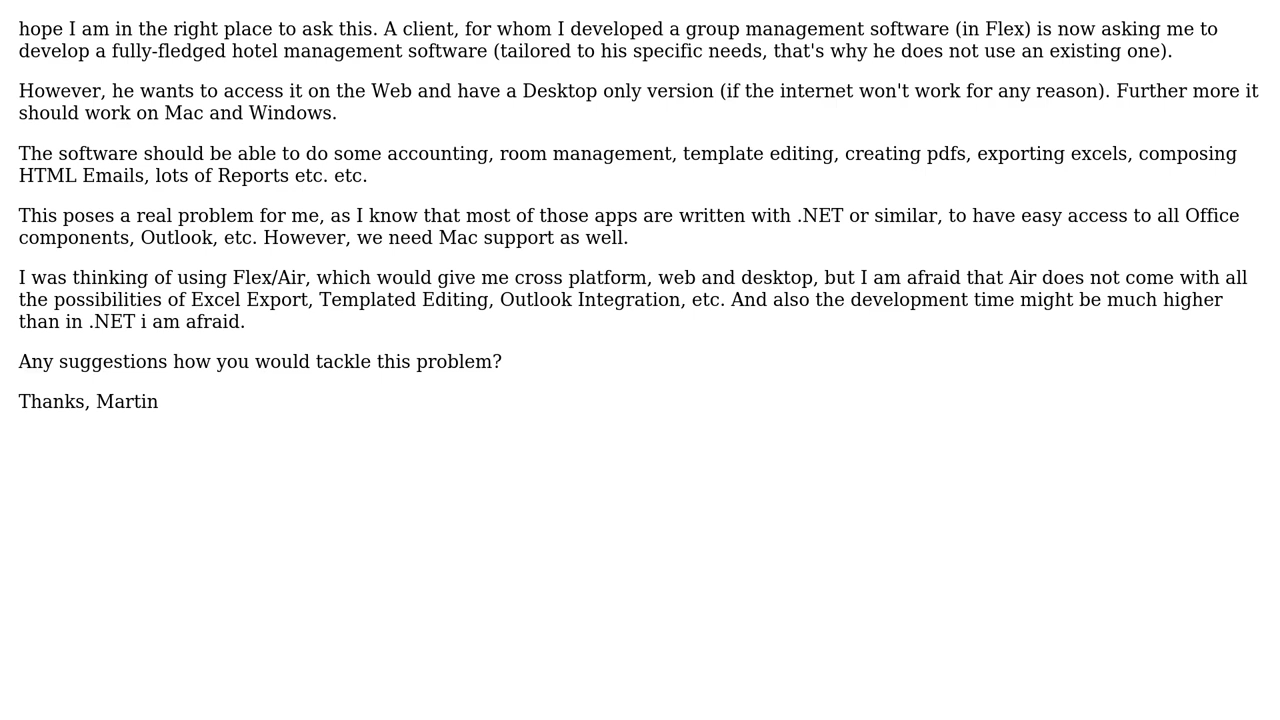 hope I am in the right place to ask this. A client, for whom I developed a group management software (in Flex) is now asking me to
develop a fully-fledged hotel management software (tailored to his specific needs, that's why he does not use an existing one).
However, he wants to access it on the Web and have a Desktop only version (if the internet won't work for any reason). Further more it
should work on Mac and Windows.
The software should be able to do some accounting, room management, template editing, creating pdfs, exporting excels, composing
HTML Emails, lots of Reports etc. etc.
This poses a real problem for me, as I know that most of those apps are written with .NET or similar, to have easy access to all Office
components, Outlook, etc. However, we need Mac support as well.
I was thinking of using Flex/Air, which would give me cross platform, web and desktop, but I am afraid that Air does not come with all
the possibilities of Excel Export, Templated Editing, Outlook Integration, etc. And also the development time might be much higher
than in .NET i am afraid.
Any suggestions how you would tackle this problem?
Thanks, Martin